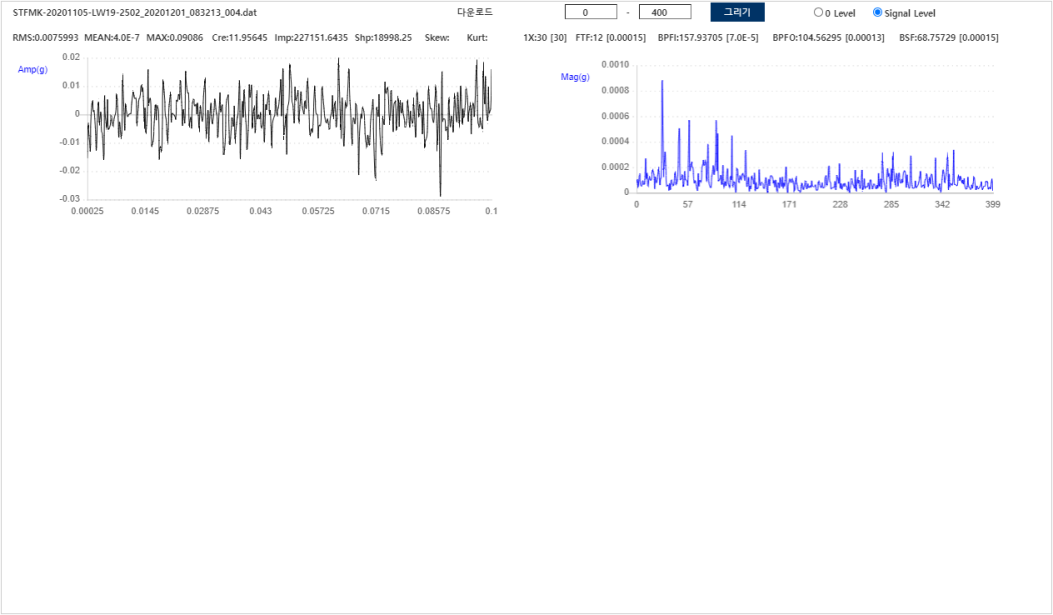 STFMK-20201105-LW19-2502_20201201_083213_004.dat 다운로드 0 - 400 그리기 0 Level Signal Level
RMS:0.0075993 MEAN:4.0E-7 MAX:0.09086 Cre:11.95645 Imp:227151.6435 Shp:18998.25 Skew: Kurt: 1X:30 [30] FTF:12 [0.00015] BPFI:157.93705 [7.0E-5] BPFO:104.56295 [0.00013] BSF:68.75729 [0.00015]
Amp(g)
0.02
0.01
0
-0.01
-0.02
-0.03
0.00025 0.0145 0.02875 0.043 0.05725 0.0715 0.08575 0.1
Mag(g)
0.0010
0.0008
0.0006
0.0004
0.0002
0
0 57 114 171 228 285 342 399